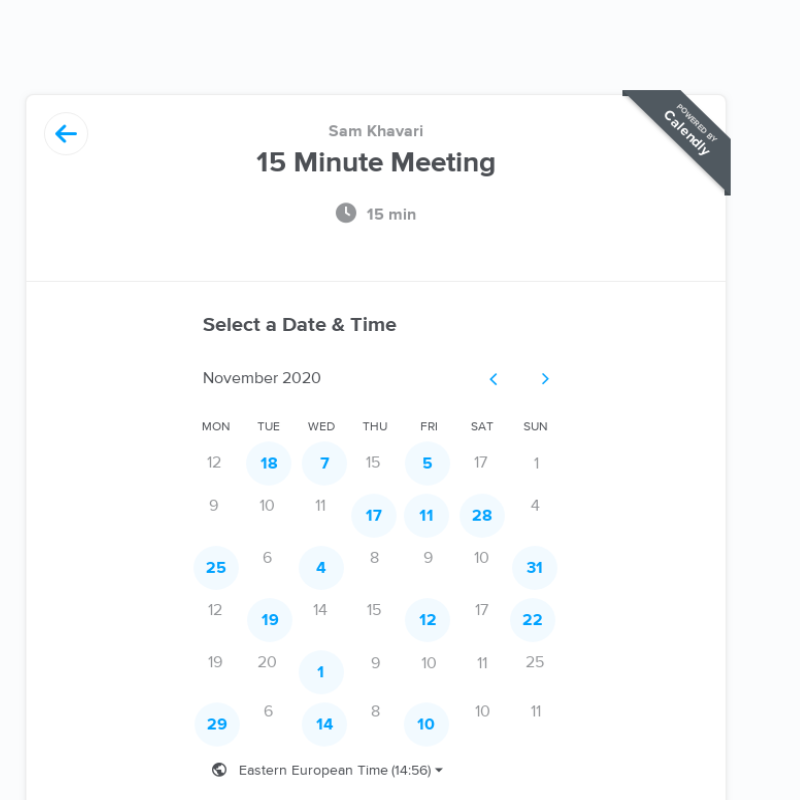 POWERED BY
Calendly
Sam Khavari
15 Minute Meeting
15 min
Select a Date & Time
November 2020
MON TUE WED THU FRI SAT SUN
12 18 7 15 5 17 1
9 10 11 17 11 28 4
25 6 4 8 9 10 31
12 19 14 15 12 17 22
19 20 1 9 10 11 25
29 6 14 8 10 10 11
Eastern European Time (14:56)